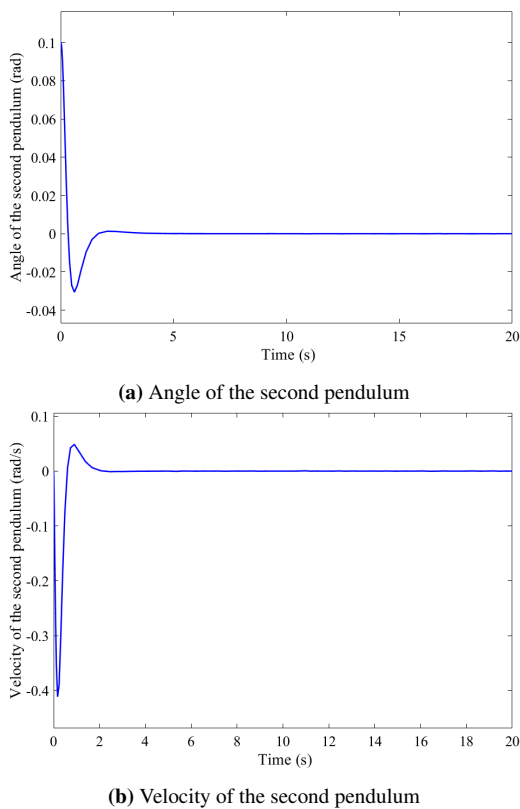 Angle of the second pendulum (rad)
0.1
0.08
0.06
0.04
0.02
0
-0.02
-0.04
0 5 10 15 20
Time (s)
(a) Angle of the second pendulum
Velocity of the second pendulum (rad/s)
0.1
0
-0.1
-0.2
-0.3
-0.4
0 2 4 6 8 10 12 14 16 18 20
Time (s)
(b) Velocity of the second pendulum